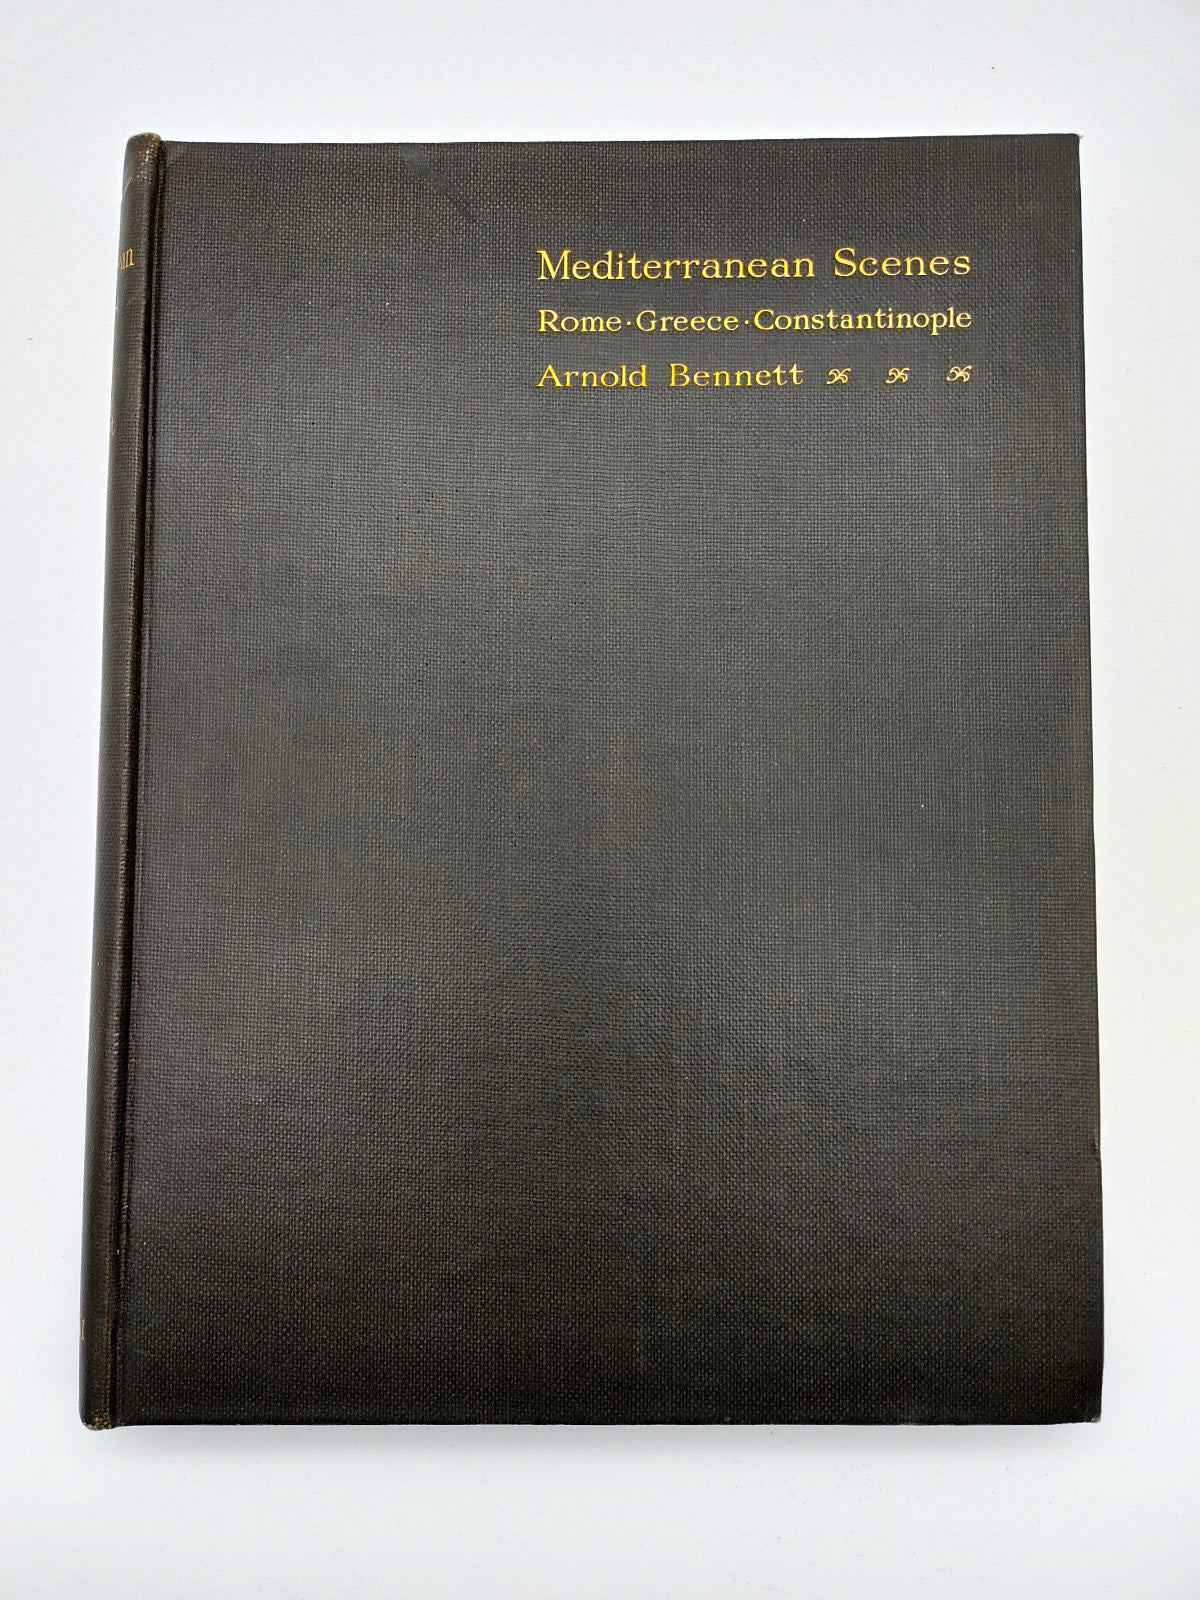 Mediterranean Scenes
Rome·Greece·Constantinople
Arnold Bennett